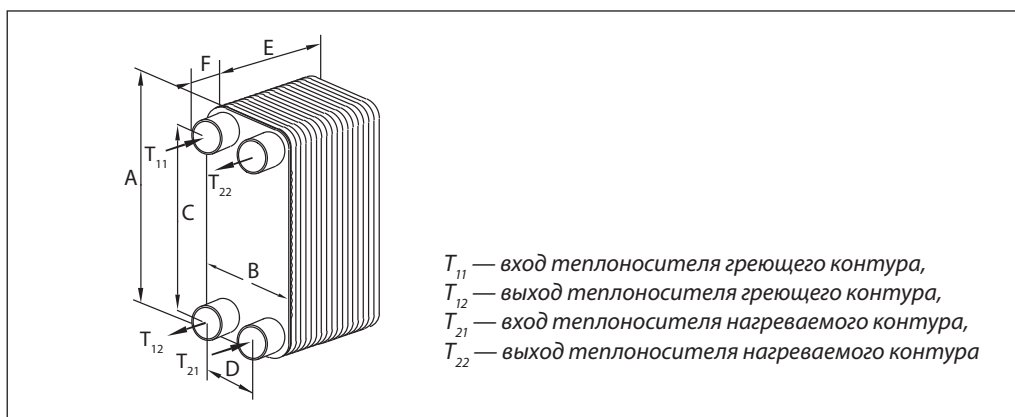 F
E
A
T₁₁
T₂₂
C
B
T₁₂
T₂₁
D
T₁₁ — вход теплоносителя греющего контура,
T₁₂ — выход теплоносителя греющего контура,
T₂₁ — вход теплоносителя нагреваемого контура,
T₂₂ — выход теплоносителя нагреваемого контура